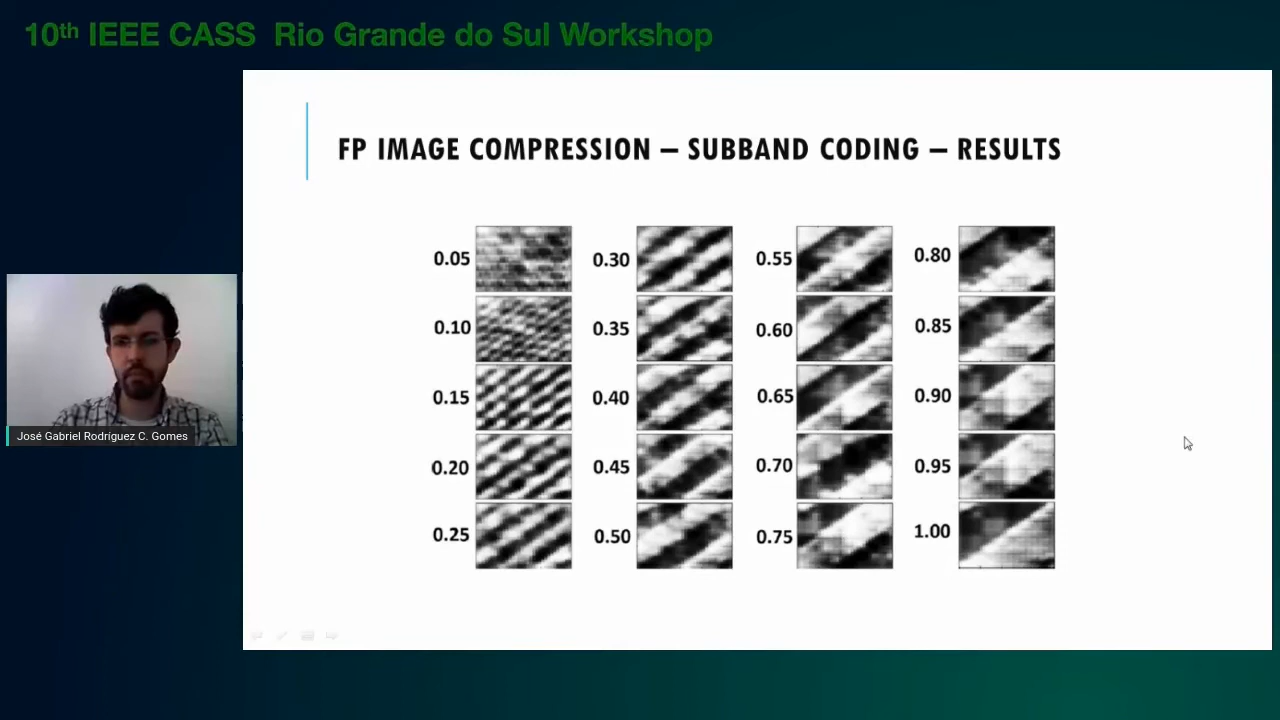 10th IEEE CASS Rio Grande do Sul Workshop
FP IMAGE COMPRESSION – SUBBAND CODING – RESULTS
0.05 0.30 0.55 0.80
0.10 0.35 0.60 0.85
0.15 0.40 0.65 0.90
0.20 0.45 0.70 0.95
0.25 0.50 0.75 1.00
José Gabriel Rodríguez C. Gomes